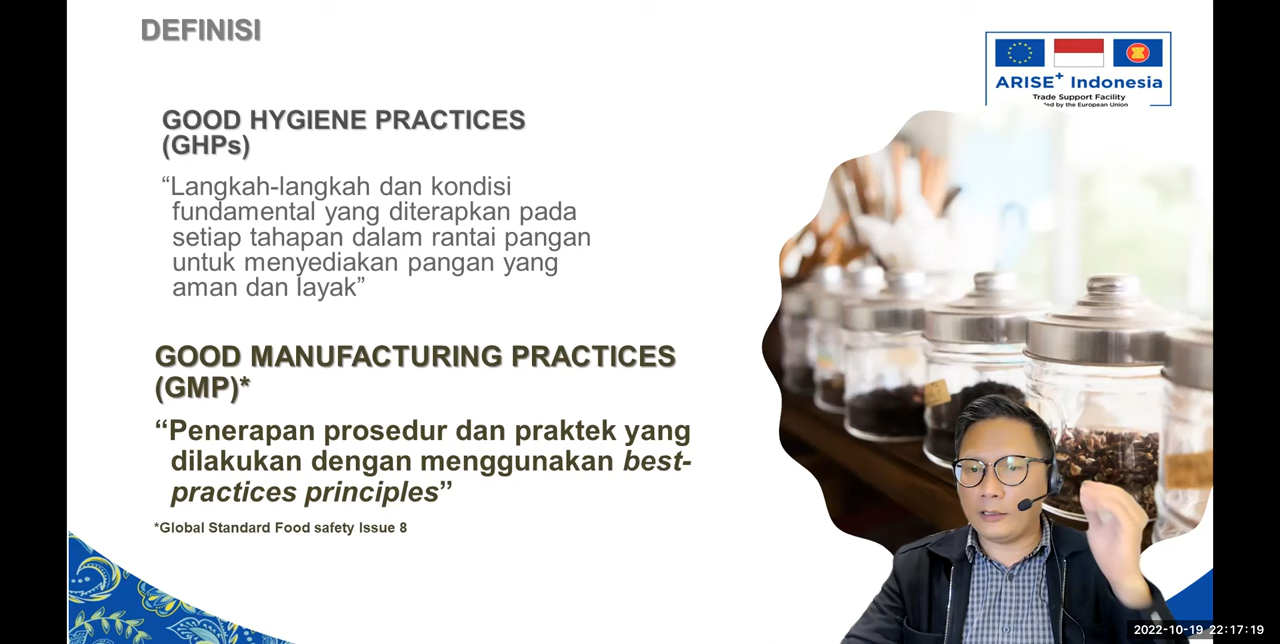 DEFINISI
ARISE+ Indonesia
Trade Support Facility
ed by the European Union
GOOD HYGIENE PRACTICES
(GHPs)
“Langkah-langkah dan kondisi
fundamental yang diterapkan pada
setiap tahapan dalam rantai pangan
untuk menyediakan pangan yang
aman dan layak”
GOOD MANUFACTURING PRACTICES
(GMP)*
“Penerapan prosedur dan praktek yang
dilakukan dengan menggunakan best-
practices principles”
*Global Standard Food safety Issue 8
2022-10-19 22:17:19